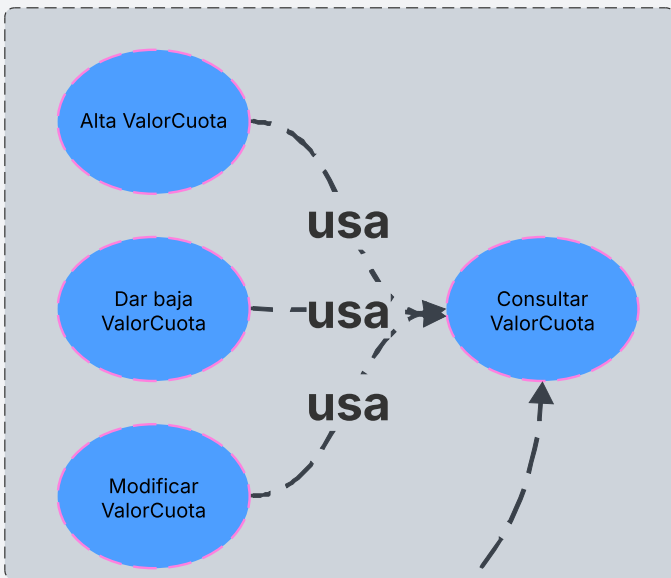 Alta ValorCuota
usa
Dar baja
ValorCuota
usa
Consultar
ValorCuota
usa
Modificar
ValorCuota